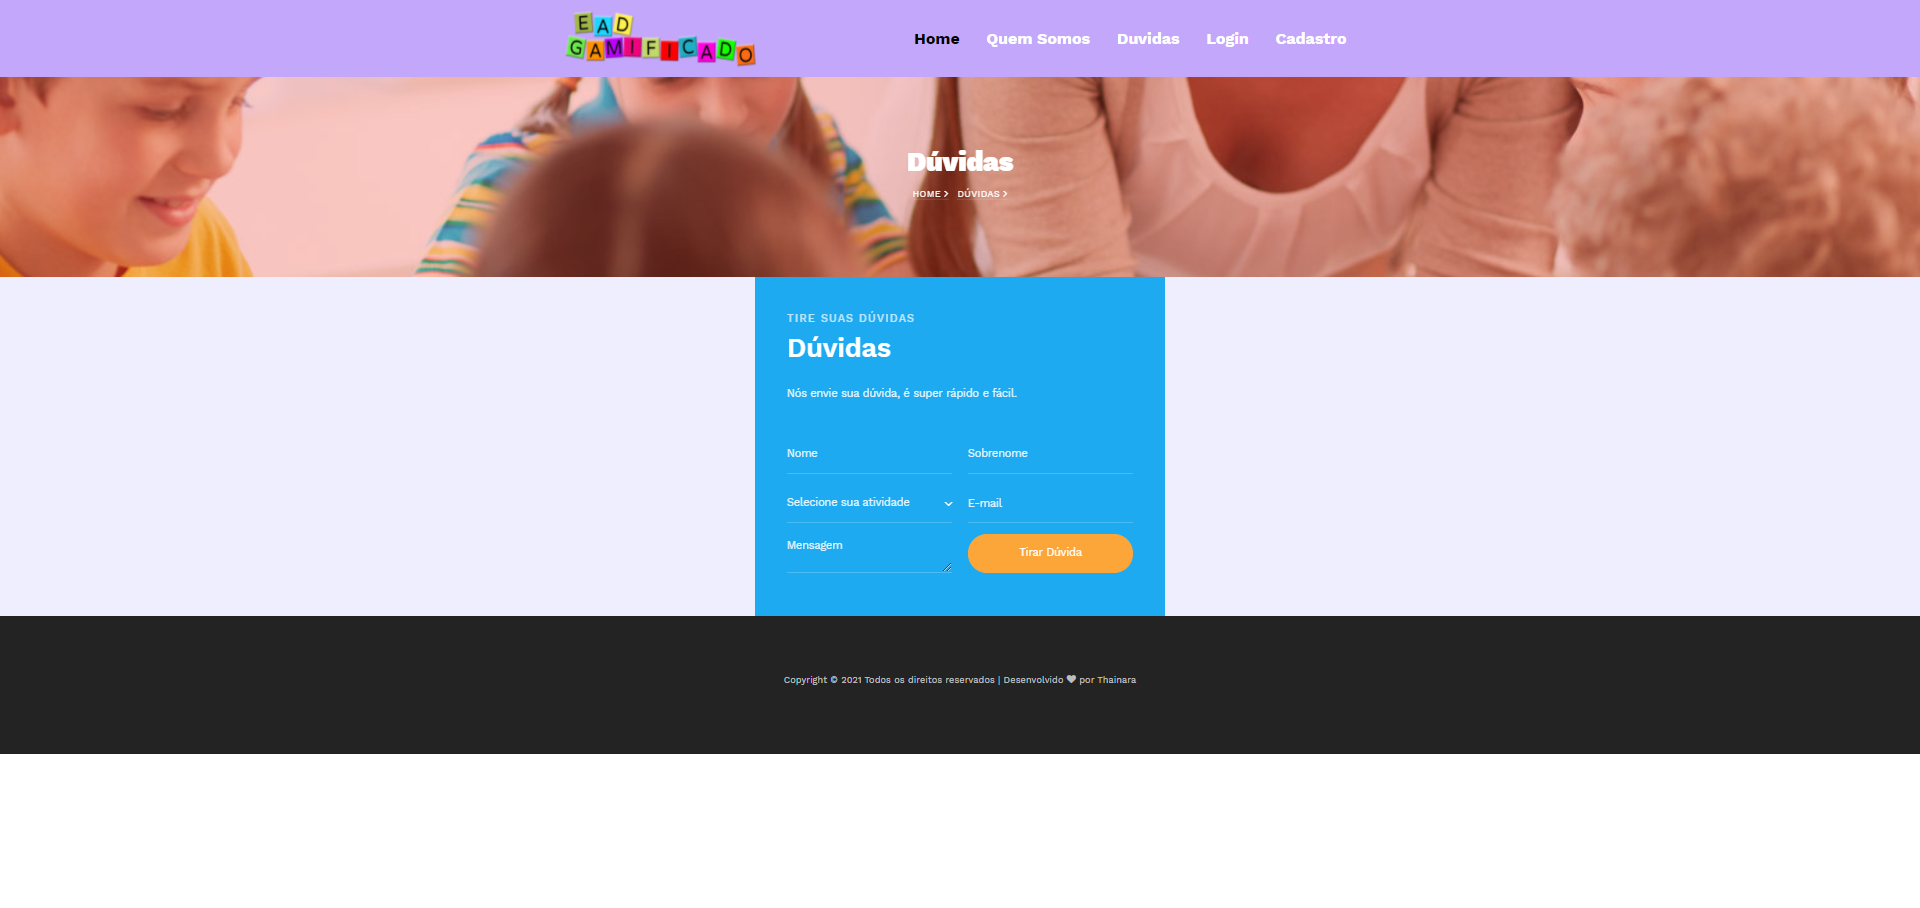 EAD
GAMIFICADO
Home Quem Somos Duvidas Login Cadastro
Dúvidas
HOME DÚVIDAS
TIRE SUAS DÚVIDAS
Dúvidas
Nós envie sua dúvida, é super rápido e fácil.
Nome Sobrenome
Selecione sua atividade E-mail
Mensagem Tirar Dúvida
Copyright © 2021 Todos os direitos reservados | Desenvolvido ♥ por Thainara